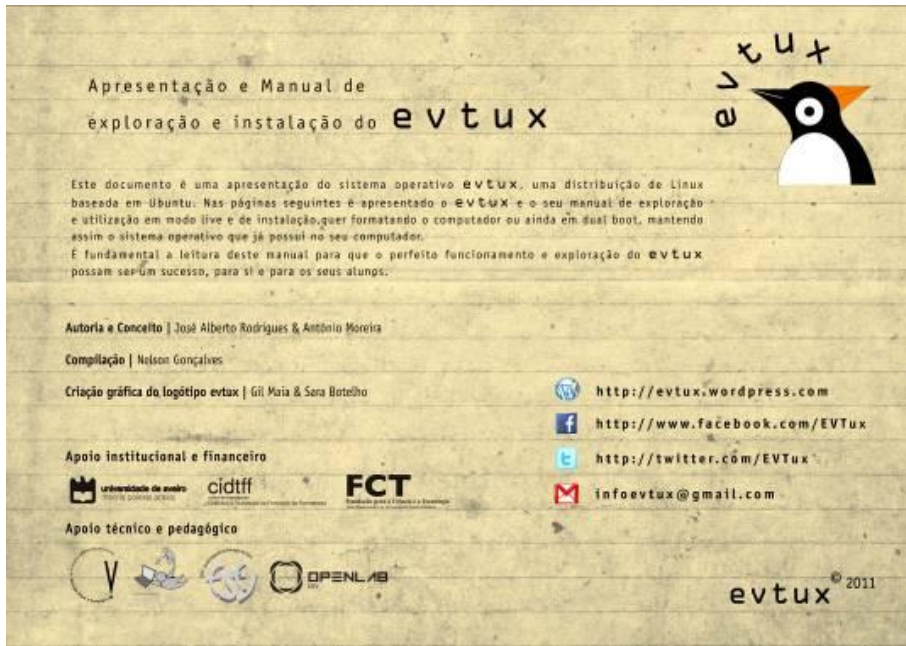 Apresentação e Manual de
exploração e instalação do evtux
evtux
Este documento é uma apresentação do sistema operativo evtux, uma distribuição de Linux
baseada em Ubuntu. Nas páginas seguintes é apresentado o evtux e o seu manual de exploração
e utilização em modo live e de instalação,quer formatando o computador ou ainda em dual boot, mantendo
assim o sistema operativo que já possui no seu computador.
É fundamental a leitura deste manual para que o perfeito funcionamento e exploração do evtux
possam ser um sucesso, para si e para os seus alunos.
Autoria e Conceito | José Alberto Rodrigues & António Moreira
Compilação | Nelson Gonçalves
Criação gráfica do logótipo evtux | Gil Maia & Sara Botelho
http://evtux.wordpress.com
http://www.facebook.com/EVTux
http://twitter.com/EVTux
infoevtux@gmail.com
Apoio institucional e financeiro
universidade de aveiro
cidtff
FCT
Fundação para a Ciência e a Tecnologia
Apoio técnico e pedagógico
OPENLAB
evtux © 2011